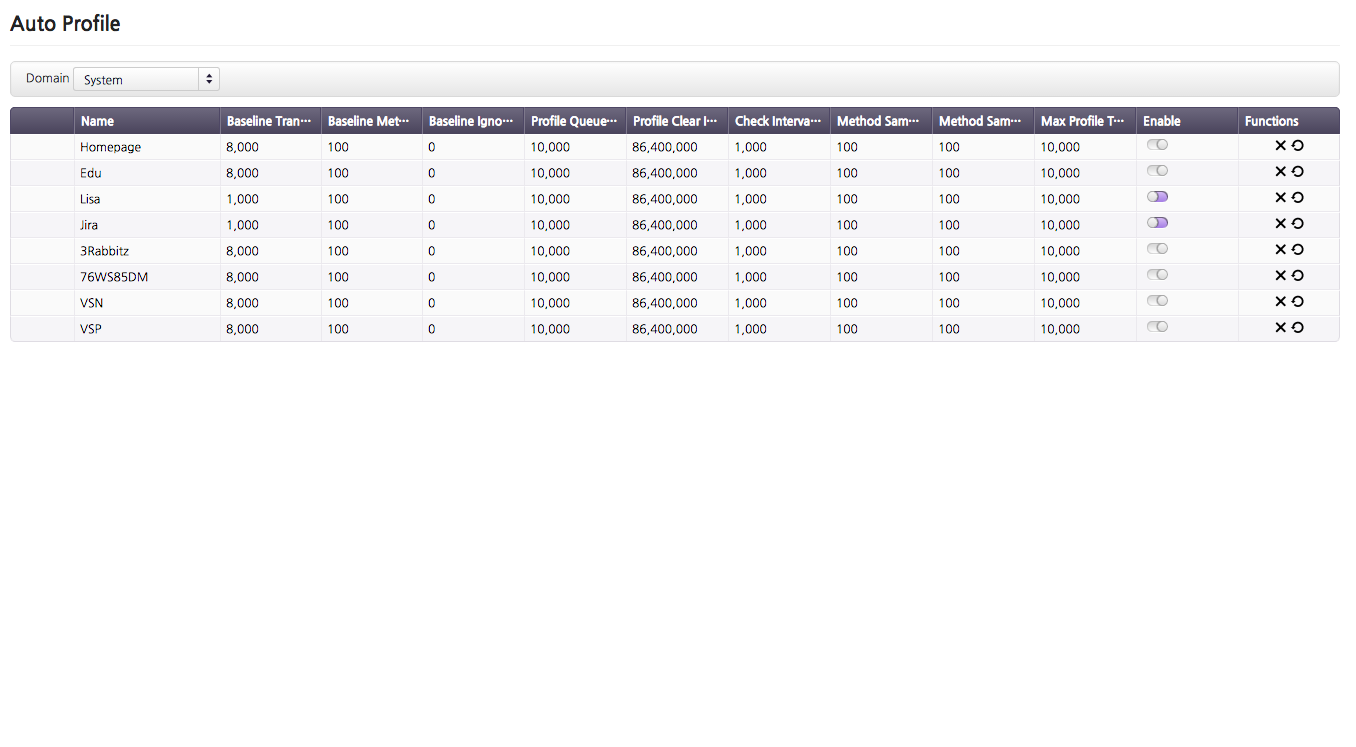 Auto Profile
Domain System
Name Baseline Tran··· Baseline Met··· Baseline Igno··· Profile Queue··· Profile Clear I··· Check Interva··· Method Sam··· Method Sam··· Max Profile T··· Enable Functions
Homepage 8,000 100 0 10,000 86,400,000 1,000 100 100 10,000
Edu 8,000 100 0 10,000 86,400,000 1,000 100 100 10,000
Lisa 1,000 100 0 10,000 86,400,000 1,000 100 100 10,000
Jira 1,000 100 0 10,000 86,400,000 1,000 100 100 10,000
3Rabbitz 8,000 100 0 10,000 86,400,000 1,000 100 100 10,000
76WS85DM 8,000 100 0 10,000 86,400,000 1,000 100 100 10,000
VSN 8,000 100 0 10,000 86,400,000 1,000 100 100 10,000
VSP 8,000 100 0 10,000 86,400,000 1,000 100 100 10,000